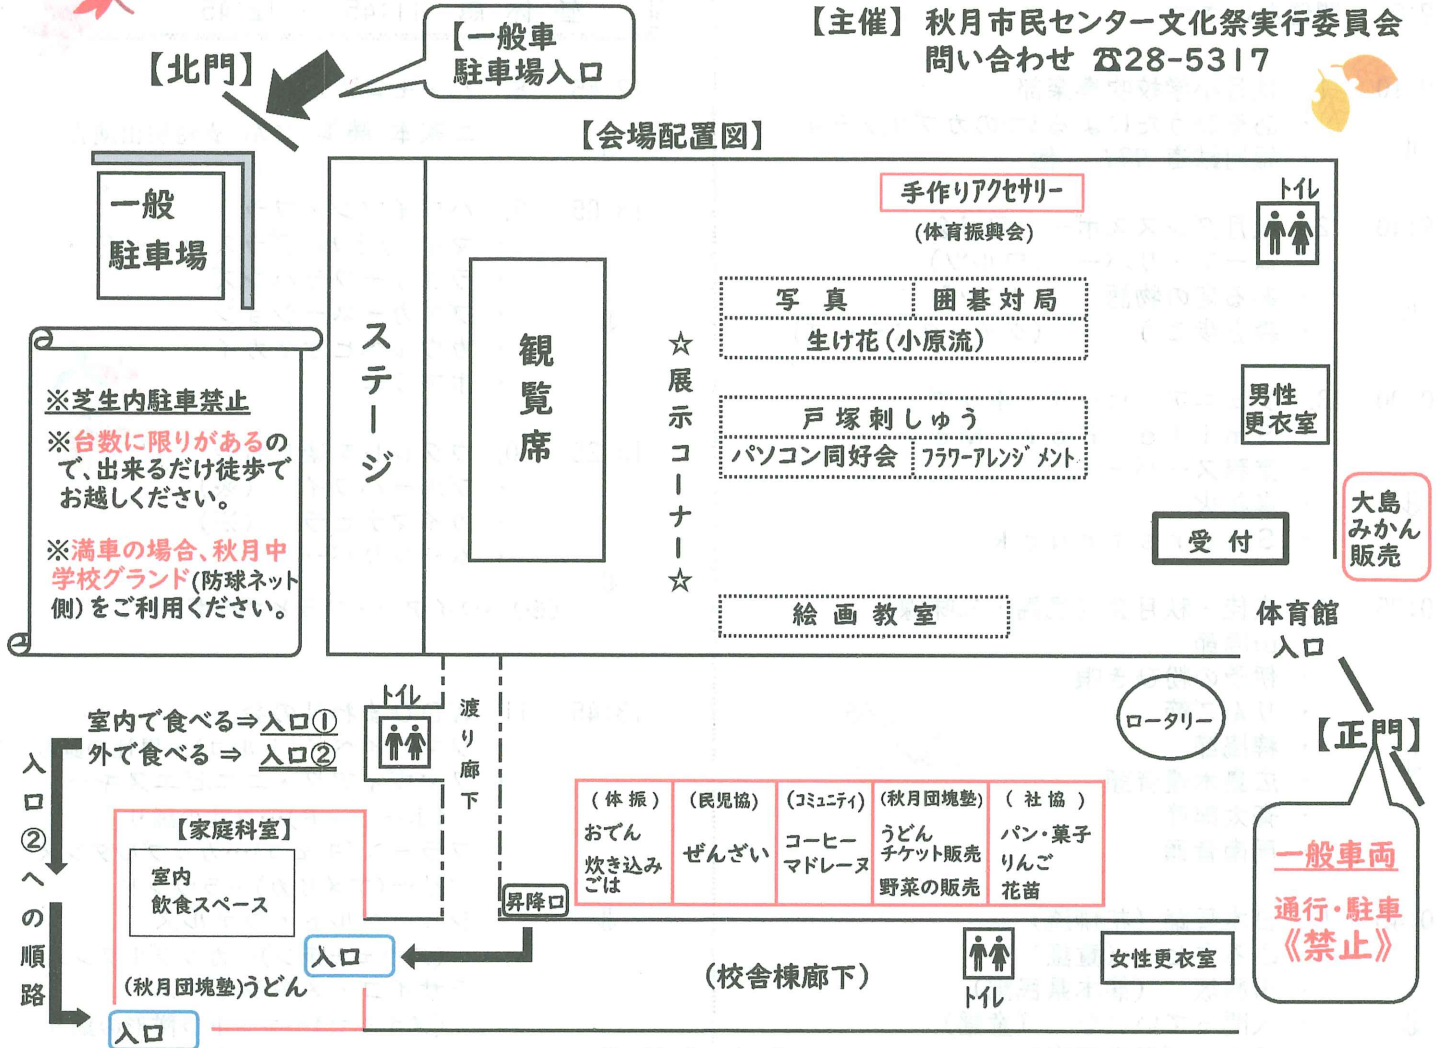 【主催】 秋月市民センター文化祭実行委員会
問い合わせ ☎28-5317
【一般車
駐車場入口
【北門】
【会場配置図】
一般
駐車場
※芝生内駐車禁止
※台数に限りがあるの
で、出来るだけ徒歩で
お越しください。
※満車の場合、秋月中
学校グランド(防球ネット
側)をご利用ください。
ステージ
観覧席
☆展示コーナー☆
手作りアクセサリー
(体育振興会)
写真
囲碁対局
生け花(小原流)
戸塚刺しゅう
パソコン同好会
フラワーアレンジメント
絵画教室
トイレ
男性
更衣室
受付
大島
みかん
販売
体育館
入口
ロータリー
【正門】
一般車両
通行・駐車
《禁止》
室内で食べる⇒入口①
外で食べる ⇒ 入口②
入口②への順路
トイレ
渡り廊下
【家庭科室】
室内
飲食スペース
(秋月団塊塾)うどん
入口
入口
昇降口
(体振)
おでん
炊き込み
ごは
(民児協)
ぜんざい
(コミュニティ)
コーヒー
マドレーヌ
(秋月団塊塾)
うどん
チケット販売
野菜の販売
(社協)
パン・菓子
りんご
花苗
(校舎棟廊下)
トイレ
女性更衣室